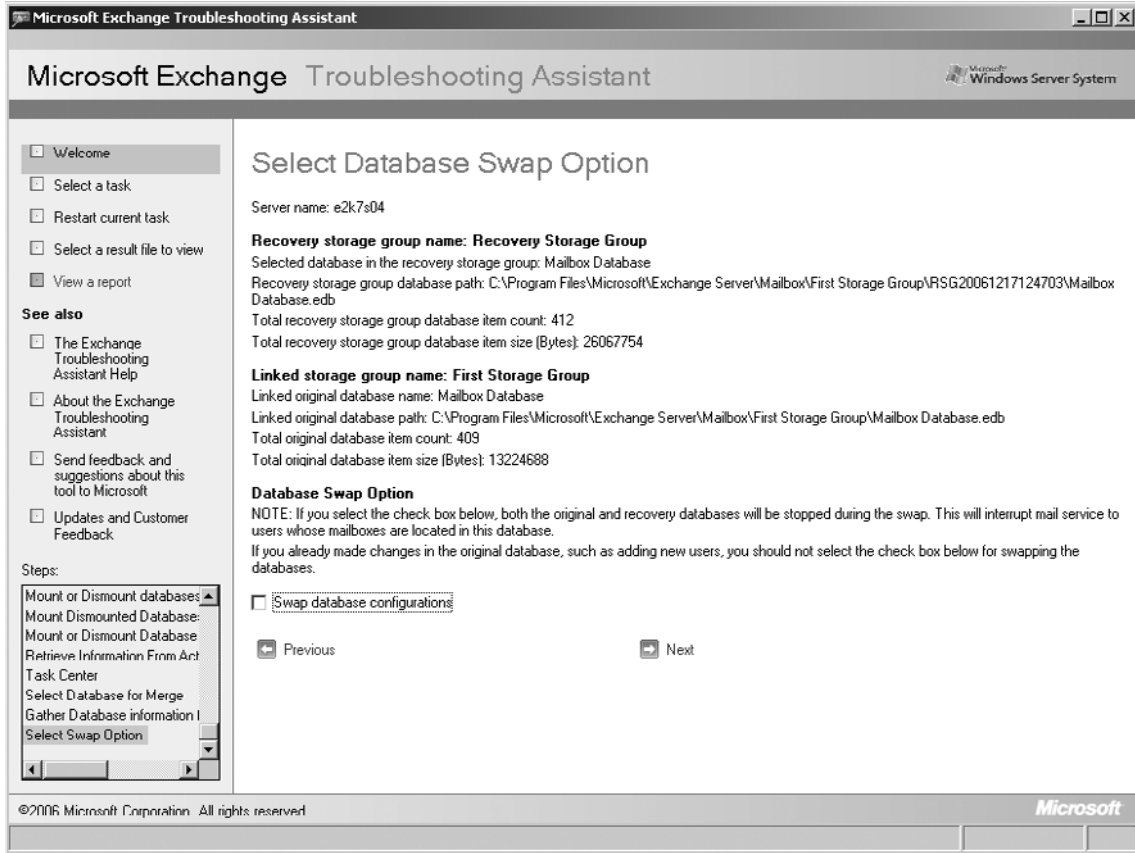 Microsoft Exchange Troubleshooting Assistant
Microsoft Exchange Troubleshooting Assistant
Microsoft
Windows Server System
Welcome
Select a task
Restart current task
Select a result file to view
View a report
See also
The Exchange
Troubleshooting
Assistant Help
About the Exchange
Troubleshooting
Assistant
Send feedback and
suggestions about this
tool to Microsoft
Updates and Customer
Feedback
Steps:
Mount or Dismount databases
Mount Dismounted Database
Mount or Dismount Database
Retrieve Information From Act
Task Center
Select Database for Merge
Gather Database information
Select Swap Option
Select Database Swap Option
Server name: e2k7s04
Recovery storage group name: Recovery Storage Group
Selected database in the recovery storage group: Mailbox Database
Recovery storage group database path: C:\Program Files\Microsoft\Exchange Server\Mailbox\First Storage Group\RSG20061217124703\Mailbox
Database.edb
Total recovery storage group database item count: 412
Total recovery storage group database item size (Bytes): 26067754
Linked storage group name: First Storage Group
Linked original database name: Mailbox Database
Linked original database path: C:\Program Files\Microsoft\Exchange Server\Mailbox\First Storage Group\Mailbox Database.edb
Total original database item count: 409
Total original database item size (Bytes): 13224688
Database Swap Option
NOTE: If you select the check box below, both the original and recovery databases will be stopped during the swap. This will interrupt mail service to
users whose mailboxes are located in this database.
If you already made changes in the original database, such as adding new users, you should not select the check box below for swapping the
databases.
Swap database configurations
Previous
Next
©2006 Microsoft Corporation. All rights reserved
Microsoft